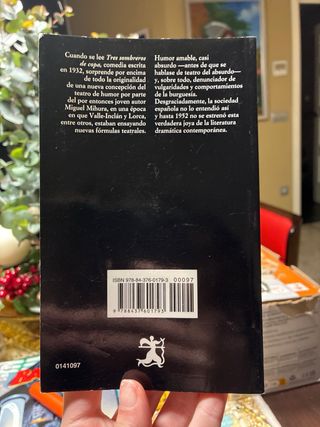 Cuando se lee Tres sombreros
de copa, comedia escrita
en 1932, sorprende por encima
de todo la originalidad
de una nueva concepción del
teatro de humor por parte
del por entonces joven autor
Miguel Mihura, en una época
en que Valle-Inclán y Lorca,
entre otros, estaban ensayando
nuevas fórmulas teatrales.
Humor amable, casi
absurdo —antes de que se
hablase de teatro del absurdo—
y, sobre todo, denunciador de
vulgaridades y comportamientos
de la burguesía.
Desgraciadamente, la sociedad
española no lo entendió así
y hasta 1952 no se estrenó esta
verdadera joya de la literatura
dramática contemporánea.
ISBN 978-84-376-0179-3
00097
9 788437 601793
0141097